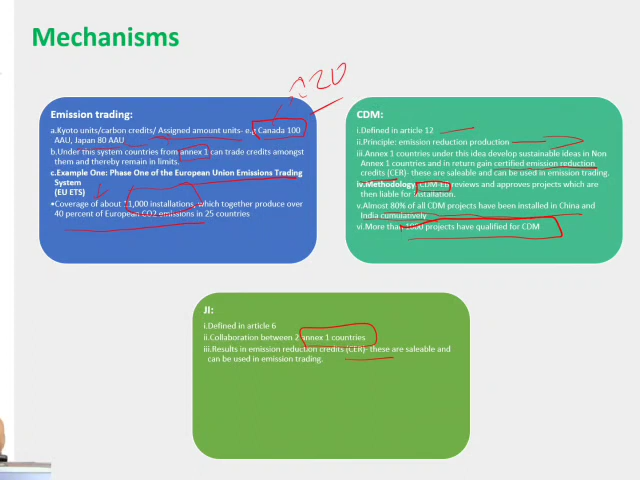 Mechanisms
2020
Emission trading:
a.Kyoto units/carbon credits/ Assigned amount units- e.g Canada 100
AAU, Japan 80 AAU
b.Under this system countries from annex 1 can trade credits amongst
them and thereby remain in limits.
c.Example One: Phase One of the European Union Emissions Trading
System
(EU ETS)
•Coverage of about 11,000 installations, which together produce over
40 percent of European CO2 emissions in 25 countries
CDM:
i.Defined in article 12
ii.Principle: emission reduction production
iii.Annex 1 countries under this idea develop sustainable ideas in Non
Annex 1 countries and in return gain certified emission reduction
credits (CER)- these are saleable and can be used in emission trading.
iv.Methodology: CDM-EB reviews and approves projects which are
then liable for installation.
v.Almost 80% of all CDM projects have been installed in China and
India cumulatively
vi.More than 1000 projects have qualified for CDM
JI:
i.Defined in article 6
ii.Collaboration between 2 annex 1 countries
iii.Results in emission reduction credits (CER)- these are saleable and
can be used in emission trading.